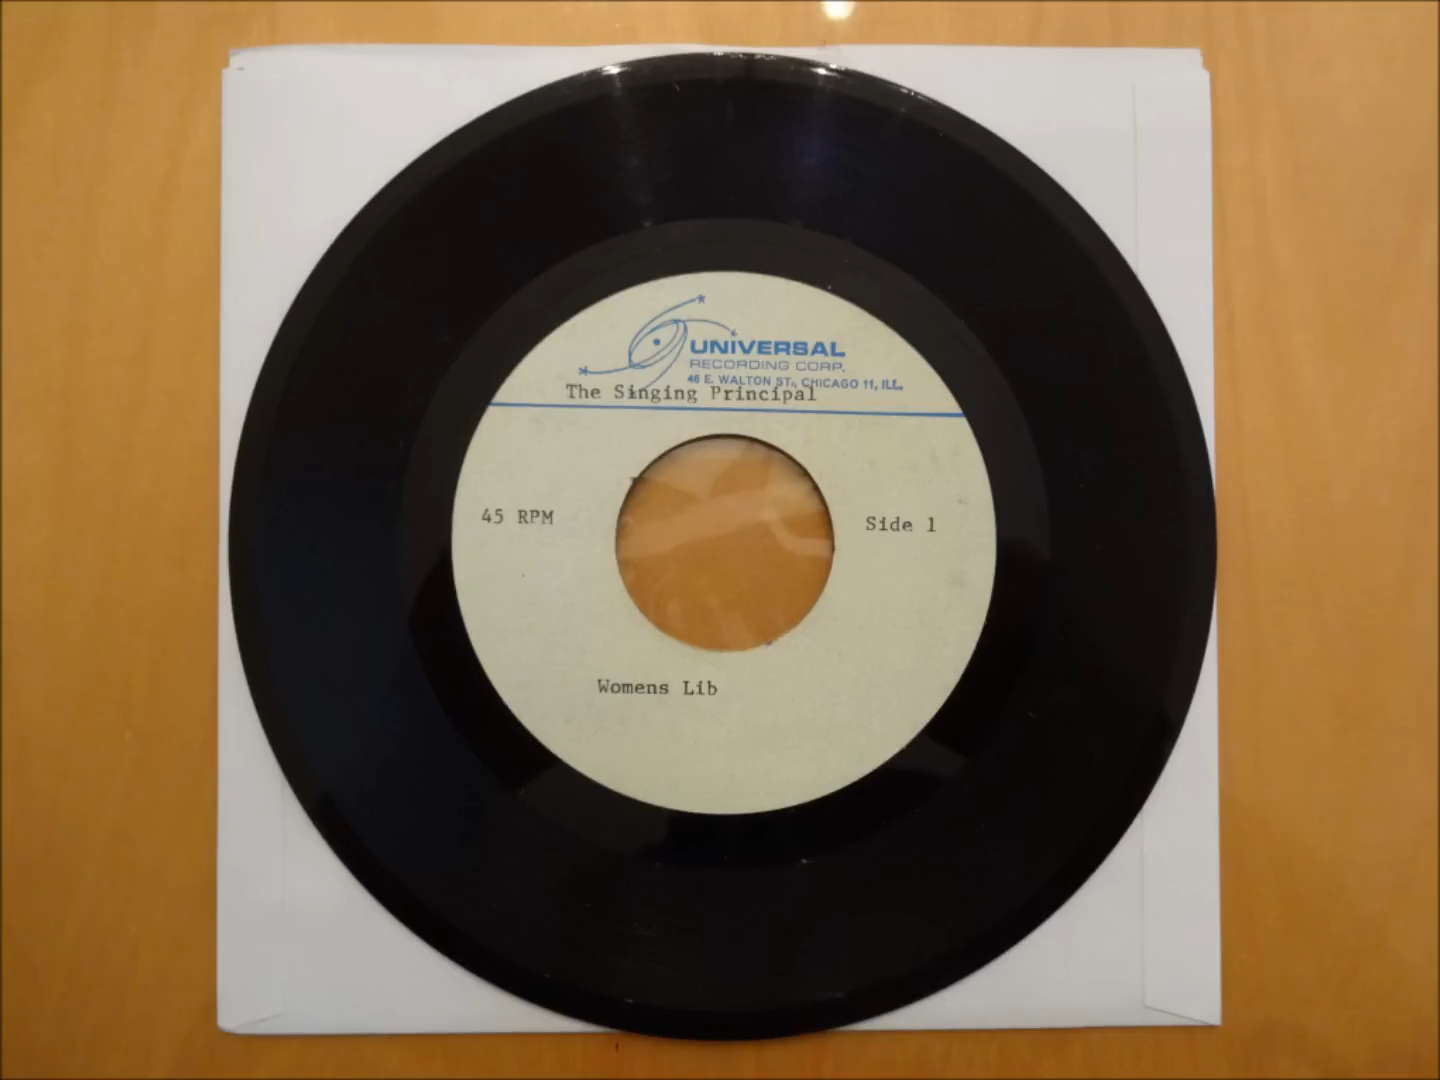 UNIVERSAL
RECORDING CORP.
46 E. WALTON ST., CHICAGO 11, ILL.
The Singing Principal
45 RPM
Side 1
Womens Lib